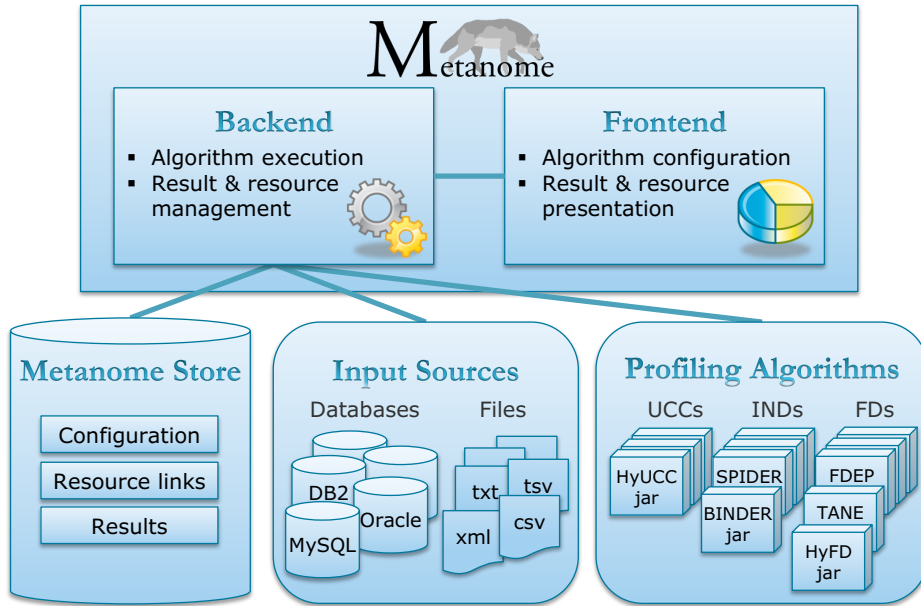 Metanome
Backend
▪ Algorithm execution
▪ Result & resource
management
Frontend
▪ Algorithm configuration
▪ Result & resource
presentation
Metanome Store
Configuration
Resource links
Results
Input Sources
Databases
Files
DB2
Oracle
MySQL
txt
tsv
xml
csv
Profiling Algorithms
UCCs
INDs
FDs
HyUCC
jar
SPIDER
BINDER
jar
FDEP
TANE
HyFD
jar